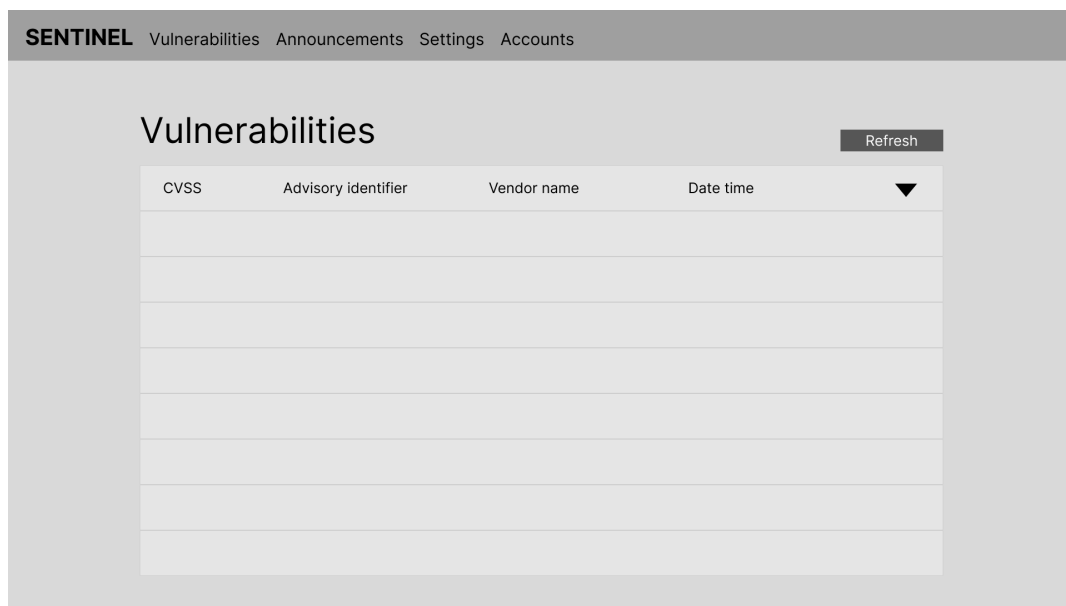 SENTINEL Vulnerabilities Announcements Settings Accounts
Vulnerabilities
Refresh
CVSS Advisory identifier Vendor name Date time